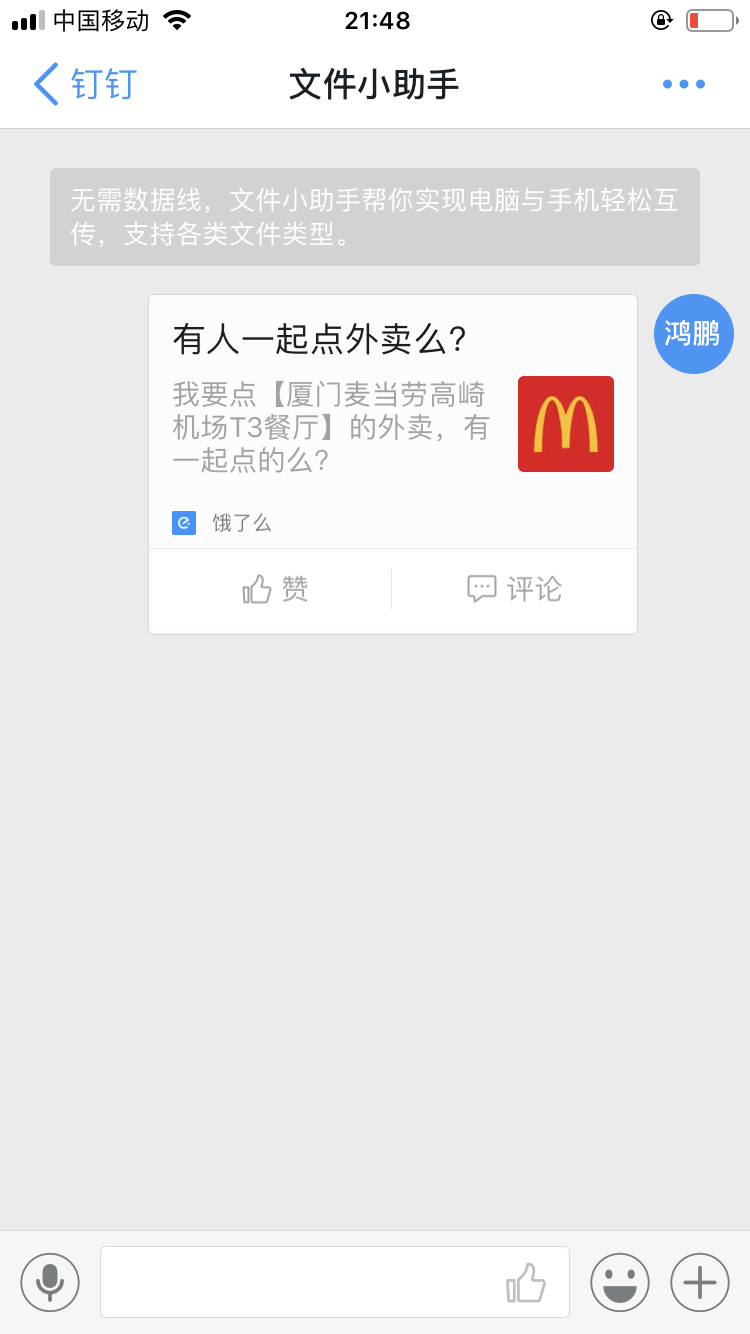 中国移动
21:48
钉钉
文件小助手
无需数据线，文件小助手帮你实现电脑与手机轻松互
传，支持各类文件类型。
有人一起点外卖么?
鸿鹏
我要点【厦门麦当劳高崎
机场T3餐厅】的外卖，有
一起点的么?
饿了么
赞
评论